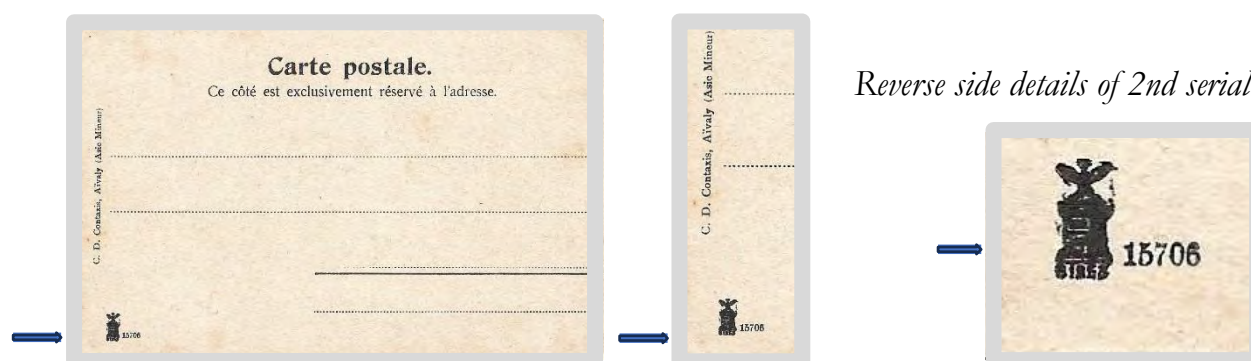 Carte postale.
Ce côté est exclusivement réservé à l'adresse.
C. D. Contaxis, Aïvaly (Asie Mineur)
15706
C. D. Contaxis, Aïvaly (Asie Mineur)
15706
Reverse side details of 2nd serial
15706